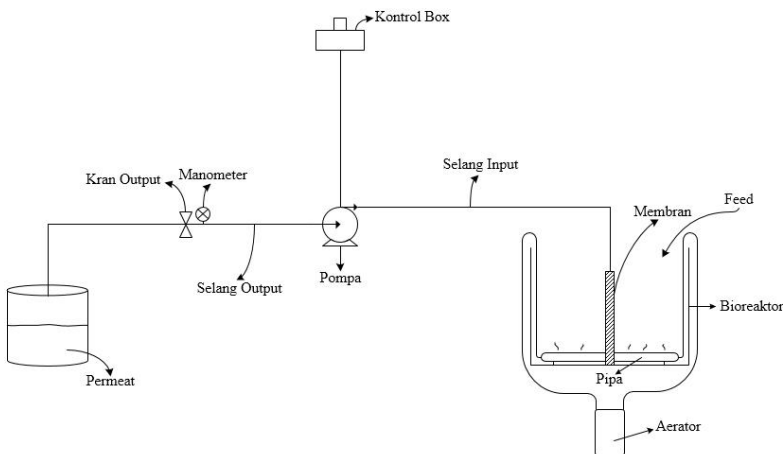 Kontrol Box
Selang Input
Kran Output
Manometer
Membran
Feed
Selang Output
Pompa
Bioreaktor
Permeat
Pipa
Aerator